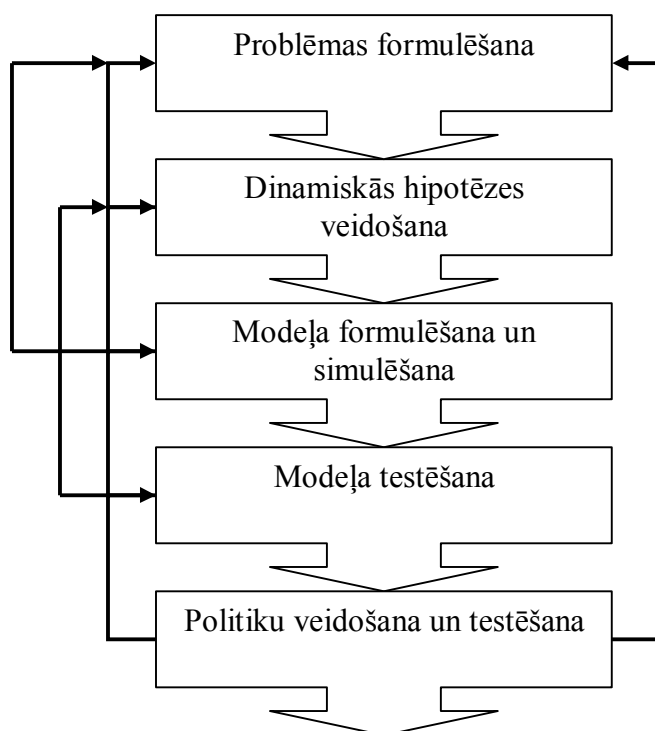 Problēmas formulēšana
Dinamiskās hipotēzes
veidošana
Modeļa formulēšana un
simulēšana
Modeļa testēšana
Politiku veidošana un testēšana